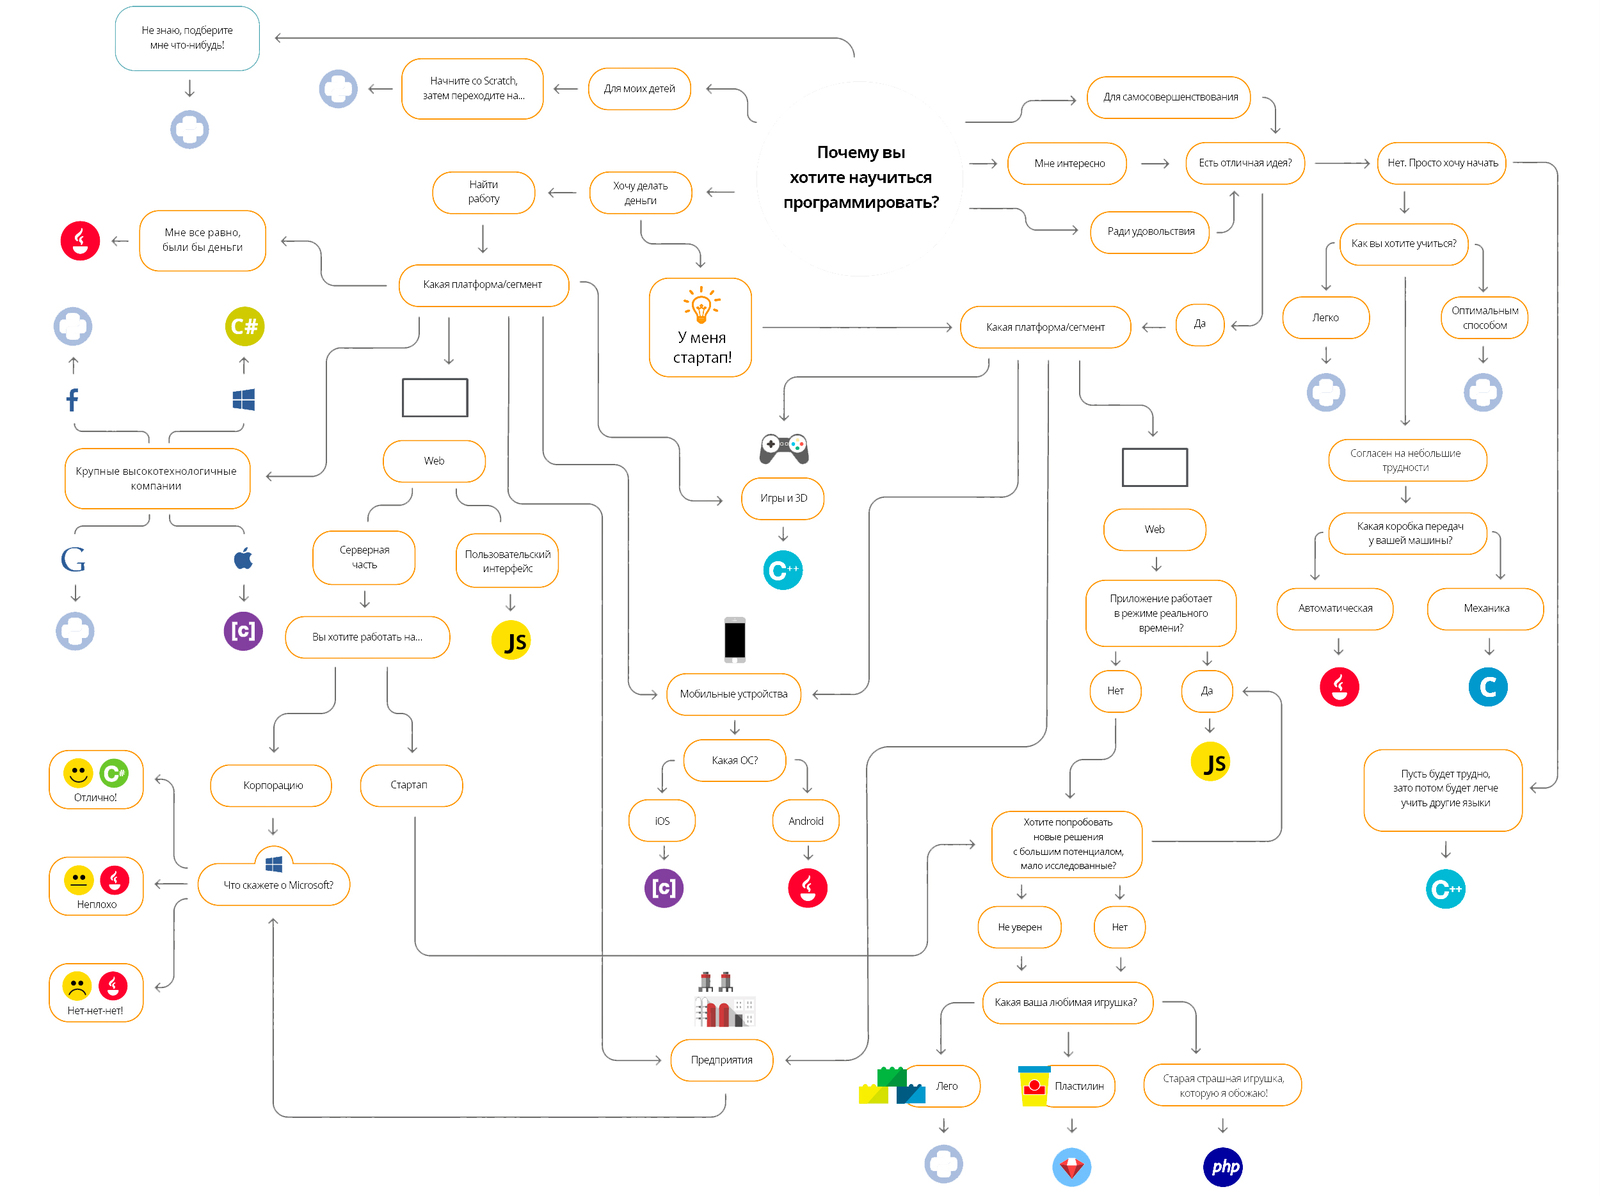 Не знаю, подберите
мне что-нибудь!
Начните со Scratch,
затем переходите на...
Для моих детей
Для самосовершенствования
Почему вы
хотите научиться
программировать?
Мне интересно
Есть отличная идея?
Нет. Просто хочу начать
Найти
работу
Хочу делать
деньги
Ради удовольствия
Мне все равно,
были бы деньги
Как вы хотите учиться?
Какая платформа/сегмент
У меня
стартап!
Какая платформа/сегмент
Да
Легко
Оптимальным
способом
C#
f
Крупные высокотехнологичные
компании
Web
Игры и 3D
Согласен на небольшие
трудности
Web
Какая коробка передач
у вашей машины?
G
Серверная
часть
Пользовательский
интерфейс
C++
Приложение работает
в режиме реального
времени?
Автоматическая
Механика
[c]
Вы хотите работать на...
JS
Мобильные устройства
Нет
Да
C
JS
Какая ОС?
Корпорацию
Стартап
C#
Отлично!
iOS
Android
Хотите попробовать
новые решения
с большим потенциалом,
мало исследованные?
Пусть будет трудно,
зато потом будет легче
учить другие языки
[c]
C++
Что скажете о Microsoft?
Неплохо
Не уверен
Нет
Нет-нет-нет!
Какая ваша любимая игрушка?
Предприятия
Лего
Пластилин
Старая страшная игрушка,
которую я обожаю!
php